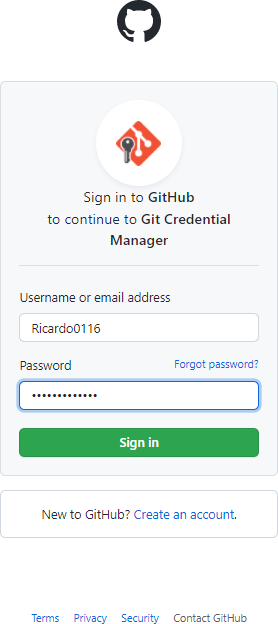 Sign in to GitHub
to continue to Git Credential
Manager
Username or email address
Ricardo0116
Password Forgot password?
•••••••••••••
Sign in
New to GitHub? Create an account.
Terms Privacy Security Contact GitHub